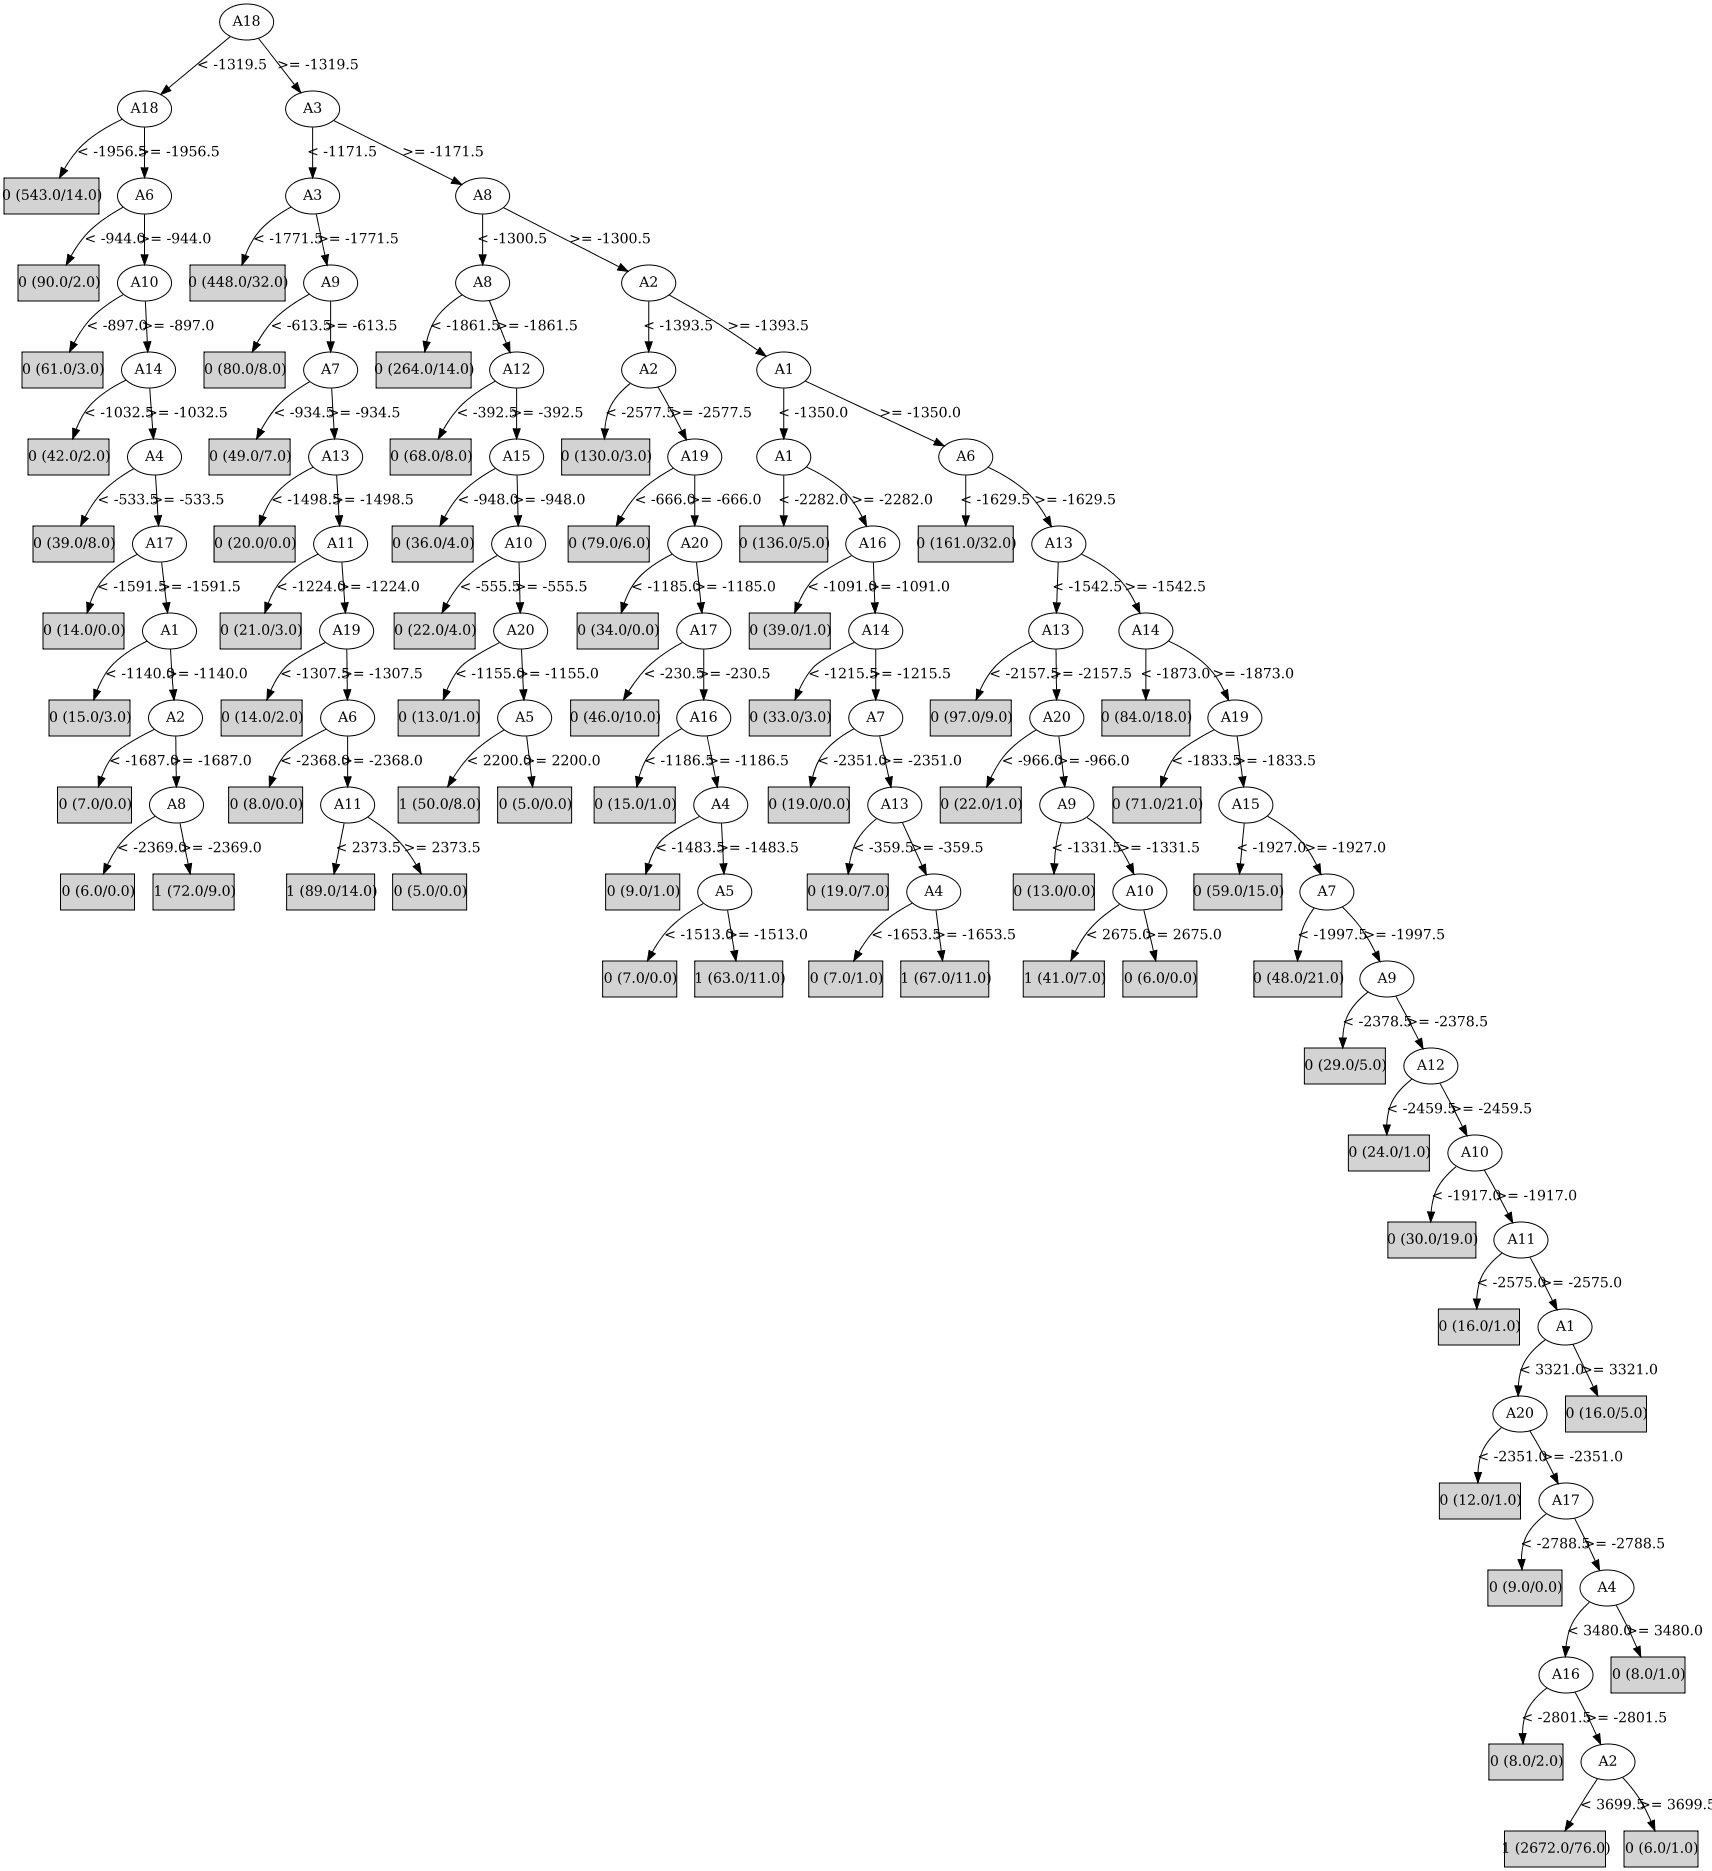 A18
< -1319.5 >= -1319.5
A18 A3
< -1956.5 >= -1956.5 < -1171.5 >= -1171.5
0 (543.0/14.0) A6 A3 A8
< -944.0 >= -944.0 < -1771.5 >= -1771.5 < -1300.5 >= -1300.5
0 (90.0/2.0) A10 0 (448.0/32.0) A9 A8 A2
< -897.0 >= -897.0 < -613.5 >= -613.5 < -1861.5 >= -1861.5 < -1393.5 >= -1393.5
0 (61.0/3.0) A14 0 (80.0/8.0) A7 0 (264.0/14.0) A12 A2 A1
< -1032.5 >= -1032.5 < -934.5 >= -934.5 < -392.5 >= -392.5 < -2577.5 >= -2577.5 < -1350.0 >= -1350.0
0 (42.0/2.0) A4 0 (49.0/7.0) A13 0 (68.0/8.0) A15 0 (130.0/3.0) A19 A1 A6
< -533.5 >= -533.5 < -1498.5 >= -1498.5 < -948.0 >= -948.0 < -666.0 >= -666.0 < -2282.0 >= -2282.0 < -1629.5 >= -1629.5
0 (39.0/8.0) A17 0 (20.0/0.0) A11 0 (36.0/4.0) A10 0 (79.0/6.0) A20 0 (136.0/5.0) A16 0 (161.0/32.0) A13
< -1591.5 >= -1591.5 < -1224.0 >= -1224.0 < -555.5 >= -555.5 < -1185.0 >= -1185.0 < -1091.0 >= -1091.0 < -1542.5 >= -1542.5
0 (14.0/0.0) A1 0 (21.0/3.0) A19 0 (22.0/4.0) A20 0 (34.0/0.0) A17 0 (39.0/1.0) A14 A13 A14
< -1140.0 >= -1140.0 < -1307.5 >= -1307.5 < -1155.0 >= -1155.0 < -230.5 >= -230.5 < -1215.5 >= -1215.5 < -2157.5 >= -2157.5 < -1873.0 >= -1873.0
0 (15.0/3.0) A2 0 (14.0/2.0) A6 0 (13.0/1.0) A5 0 (46.0/10.0) A16 0 (33.0/3.0) A7 0 (97.0/9.0) A20 0 (84.0/18.0) A19
< -1687.0 >= -1687.0 < -2368.0 >= -2368.0 < 2200.0 >= 2200.0 < -1186.5 >= -1186.5 < -2351.0 >= -2351.0 < -966.0 >= -966.0 < -1833.5 >= -1833.5
0 (7.0/0.0) A8 0 (8.0/0.0) A11 1 (50.0/8.0) 0 (5.0/0.0) 0 (15.0/1.0) A4 0 (19.0/0.0) A13 0 (22.0/1.0) A9 0 (71.0/21.0) A15
< -2369.0 >= -2369.0 < 2373.5 >= 2373.5 < -1483.5 >= -1483.5 < -359.5 >= -359.5 < -1331.5 >= -1331.5 < -1927.0 >= -1927.0
0 (6.0/0.0) 1 (72.0/9.0) 1 (89.0/14.0) 0 (5.0/0.0) 0 (9.0/1.0) A5 0 (19.0/7.0) A4 0 (13.0/0.0) A10 0 (59.0/15.0) A7
< -1513.0 >= -1513.0 < -1653.5 >= -1653.5 < 2675.0 >= 2675.0 < -1997.5 >= -1997.5
0 (7.0/0.0) 1 (63.0/11.0) 0 (7.0/1.0) 1 (67.0/11.0) 1 (41.0/7.0) 0 (6.0/0.0) 0 (48.0/21.0) A9
< -2378.5 >= -2378.5
0 (29.0/5.0) A12
< -2459.5 >= -2459.5
0 (24.0/1.0) A10
< -1917.0 >= -1917.0
0 (30.0/19.0) A11
< -2575.0 >= -2575.0
0 (16.0/1.0) A1
< 3321.0 >= 3321.0
A20 0 (16.0/5.0)
< -2351.0 >= -2351.0
0 (12.0/1.0) A17
< -2788.5 >= -2788.5
0 (9.0/0.0) A4
< 3480.0 >= 3480.0
A16 0 (8.0/1.0)
< -2801.5 >= -2801.5
0 (8.0/2.0) A2
< 3699.5 >= 3699.5
1 (2672.0/76.0) 0 (6.0/1.0)